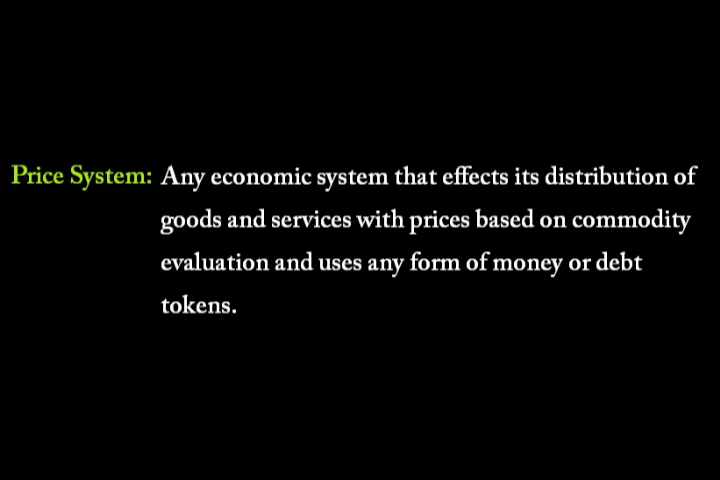 Price System: Any economic system that effects its distribution of
goods and services with prices based on commodity
evaluation and uses any form of money or debt
tokens.